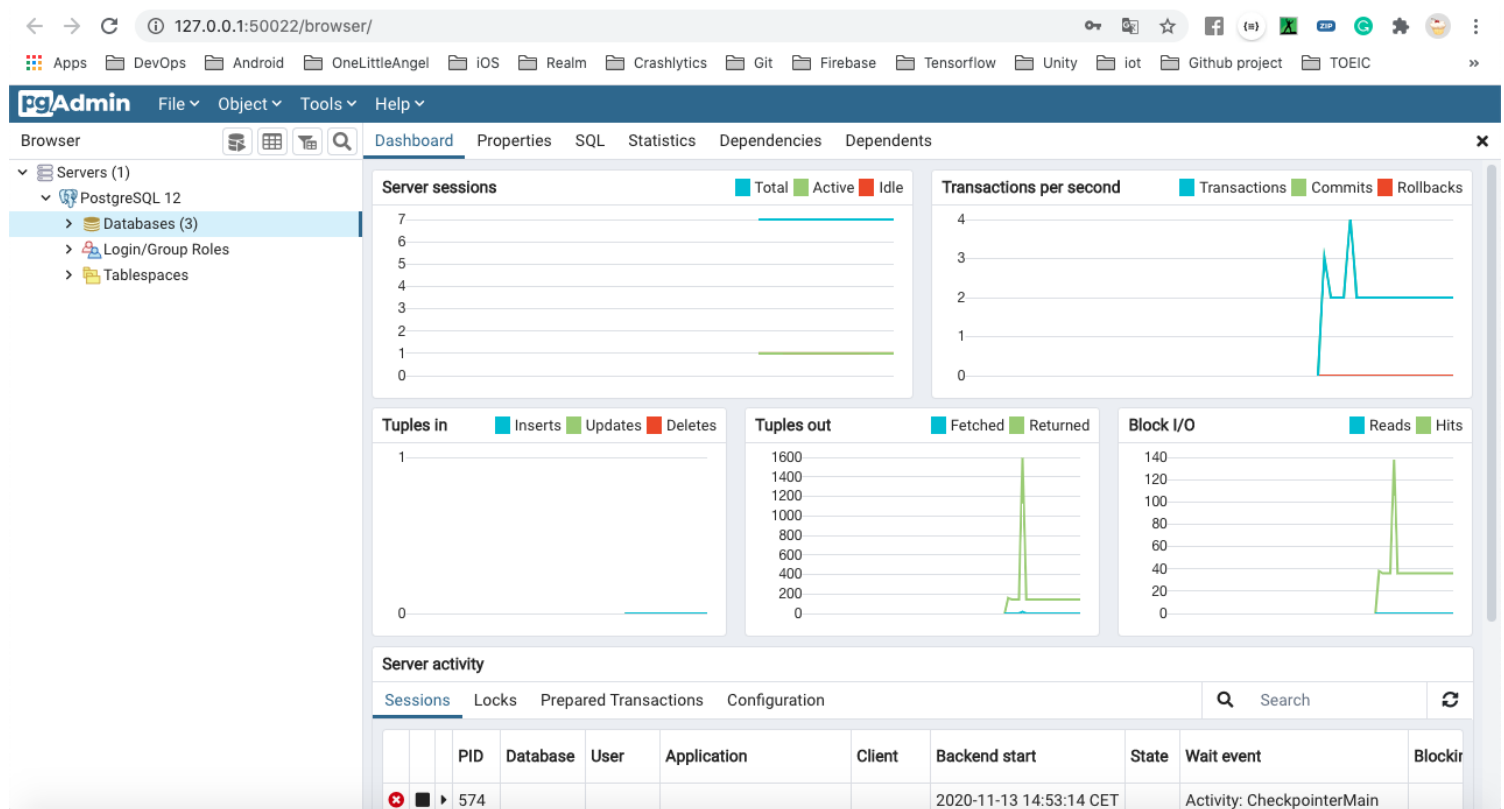 127.0.0.1:50022/browser/
Apps DevOps Android OneLittleAngel iOS Realm Crashlytics Git Firebase Tensorflow Unity iot Github project TOEIC »
pgAdmin File Object Tools Help
Browser
Dashboard Properties SQL Statistics Dependencies Dependents
Servers (1)
PostgreSQL 12
Databases (3)
Login/Group Roles
Tablespaces
Server sessions Total Active Idle
7
6
5
4
3
2
1
0
Transactions per second Transactions Commits Rollbacks
4
3
2
1
0
Tuples in Inserts Updates Deletes
1
0
Tuples out Fetched Returned
1600
1400
1200
1000
800
600
400
200
0
Block I/O Reads Hits
140
120
100
80
60
40
20
0
Server activity
Sessions Locks Prepared Transactions Configuration Search
PID Database User Application Client Backend start State Wait event
574 2020-11-13 14:53:14 CET Activity: CheckpointerMain